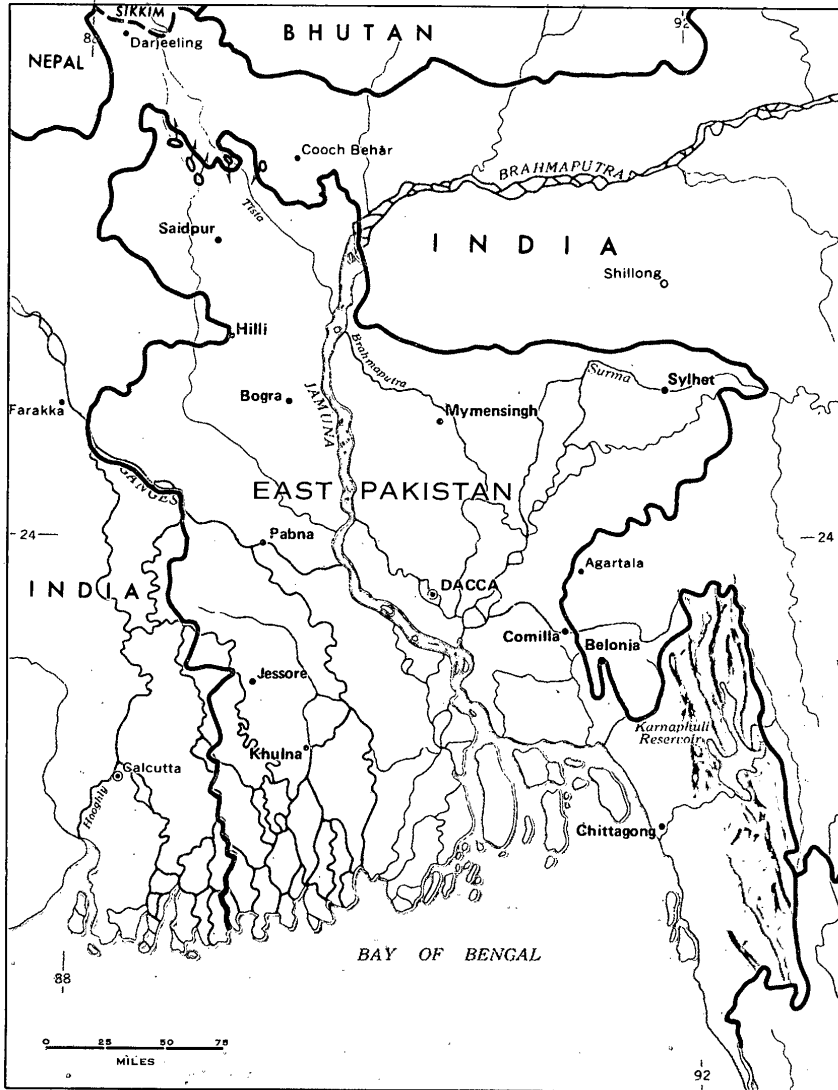 SIKKIM
88
Darjeeling
NEPAL
BHUTAN
92
Cooch Behar
BRAHMAPUTRA
Tista
Saidpur
INDIA
Shillong
Hilli
Brahmaputra
Surma
Sylhet
Farakka
Bogra
JAMUNA
Mymensingh
GANGES
EAST PAKISTAN
24
Pabna
24
Agartala
INDIA
DACCA
Comilla
Belonia
Jessore
Karnaphuli
Reservoir
Khulna
Calcutta
Hooghly
Chittagong
BAY OF BENGAL
88
0 25 50 75
MILES
92